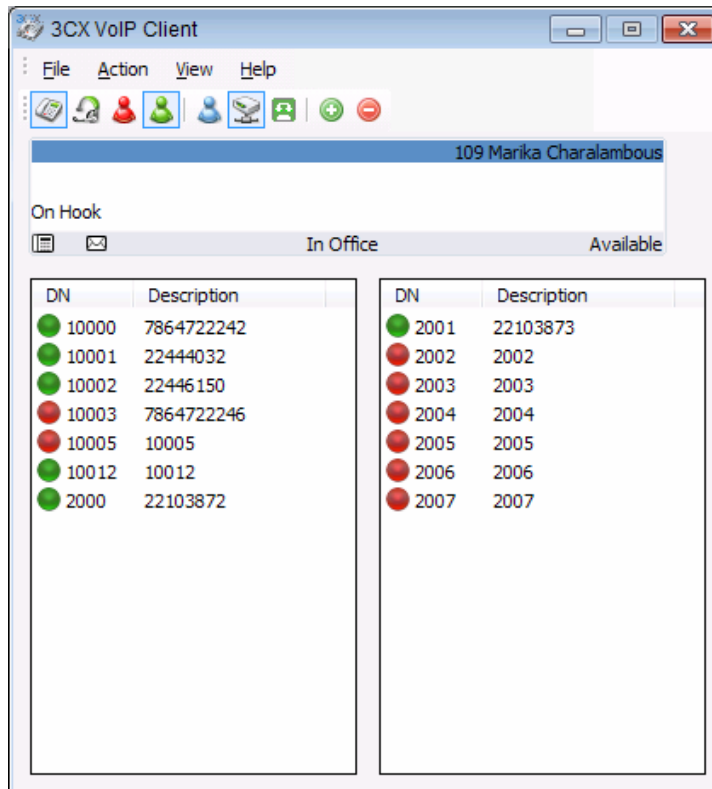 3CX VoIP Client
File Action View Help
109 Marika Charalambous
On Hook
In Office Available
DN Description
10000 7864722242
10001 22444032
10002 22446150
10003 7864722246
10005 10005
10012 10012
2000 22103872
DN Description
2001 22103873
2002 2002
2003 2003
2004 2004
2005 2005
2006 2006
2007 2007